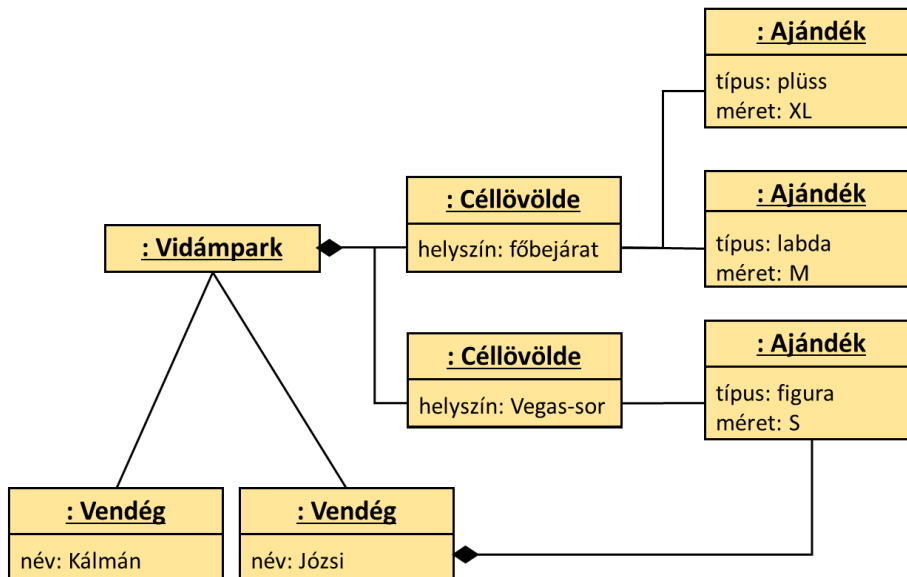 : Ajándék
típus: plüss
méret: XL
: Céllövölde
helyszín: főbejárat
: Ajándék
típus: labda
méret: M
: Vidámpark
: Céllövölde
helyszín: Vegas-sor
: Ajándék
típus: figura
méret: S
: Vendég
név: Kálmán
: Vendég
név: Józsi